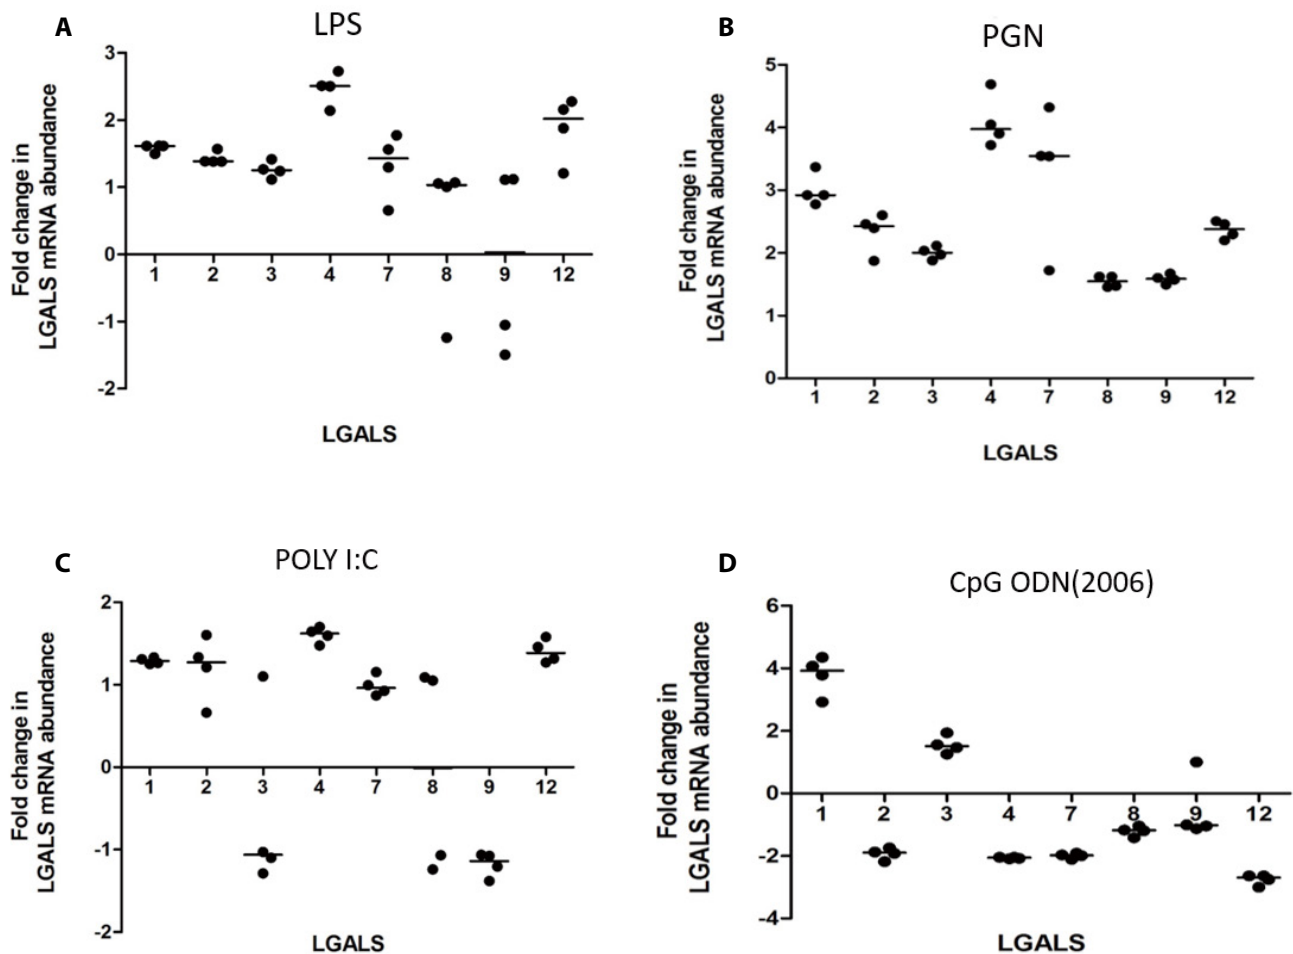 A
LPS
Fold change in
LGALS mRNA abundance
3
2
1
0
-1
-2
1 2 3 4 7 8 9 12
LGALS
B
PGN
Fold change in
LGALS mRNA abundance
5
4
3
2
1
0
1 2 3 4 7 8 9 12
LGALS
C
POLY I:C
Fold change in
LGALS mRNA abundance
2
1
0
-1
-2
1 2 3 4 7 8 9 12
LGALS
D
CpG ODN(2006)
Fold change in
LGALS mRNA abundance
6
4
2
0
-2
-4
1 2 3 4 7 8 9 12
LGALS